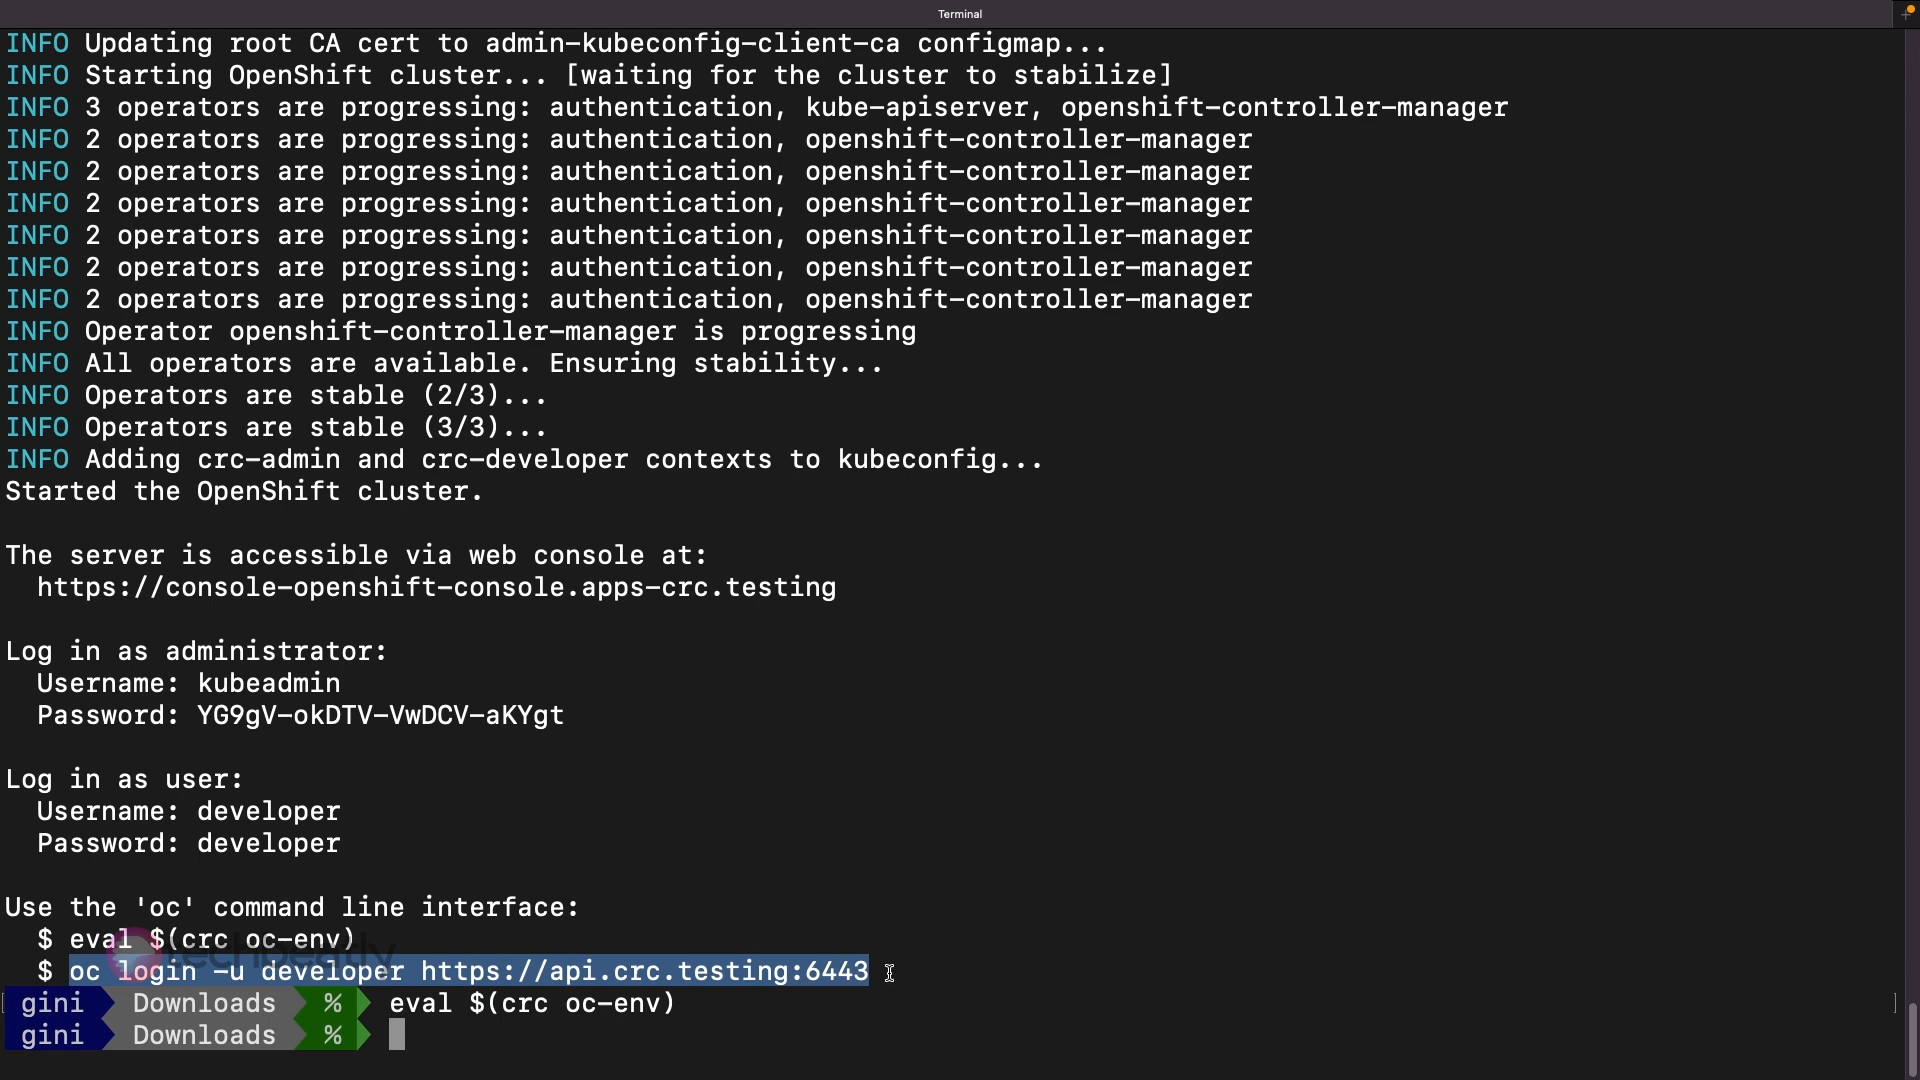 Terminal
INFO Updating root CA cert to admin-kubeconfig-client-ca configmap...
INFO Starting OpenShift cluster... [waiting for the cluster to stabilize]
INFO 3 operators are progressing: authentication, kube-apiserver, openshift-controller-manager
INFO 2 operators are progressing: authentication, openshift-controller-manager
INFO 2 operators are progressing: authentication, openshift-controller-manager
INFO 2 operators are progressing: authentication, openshift-controller-manager
INFO 2 operators are progressing: authentication, openshift-controller-manager
INFO 2 operators are progressing: authentication, openshift-controller-manager
INFO 2 operators are progressing: authentication, openshift-controller-manager
INFO Operator openshift-controller-manager is progressing
INFO All operators are available. Ensuring stability...
INFO Operators are stable (2/3)...
INFO Operators are stable (3/3)...
INFO Adding crc-admin and crc-developer contexts to kubeconfig...
Started the OpenShift cluster.
The server is accessible via web console at:
https://console-openshift-console.apps-crc.testing
Log in as administrator:
Username: kubeadmin
Password: YG9gV-okDTV-VwDCV-aKYgt
Log in as user:
Username: developer
Password: developer
Use the 'oc' command line interface:
$ eval $(crc oc-env)
techbeatly
$ oc login -u developer https://api.crc.testing:6443
[ gini Downloads % eval $(crc oc-env) ]
gini Downloads %